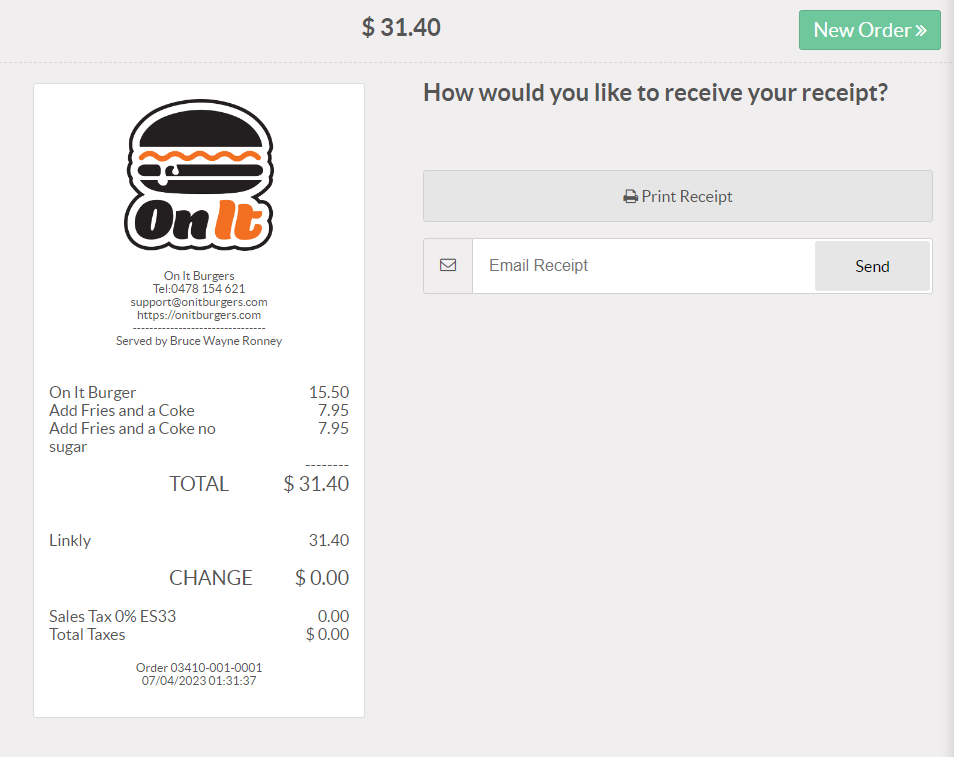 $ 31.40
New Order »
How would you like to receive your receipt?
Print Receipt
Email Receipt
Send
On It
On It Burgers
Tel:0478 154 621
support@onitburgers.com
https://onitburgers.com
--------------------------------
Served by Bruce Wayne Ronney
On It Burger 15.50
Add Fries and a Coke 7.95
Add Fries and a Coke no 7.95
sugar
--------
TOTAL $ 31.40
Linkly 31.40
CHANGE $ 0.00
Sales Tax 0% ES33 0.00
Total Taxes $ 0.00
Order 03410-001-0001
07/04/2023 01:31:37